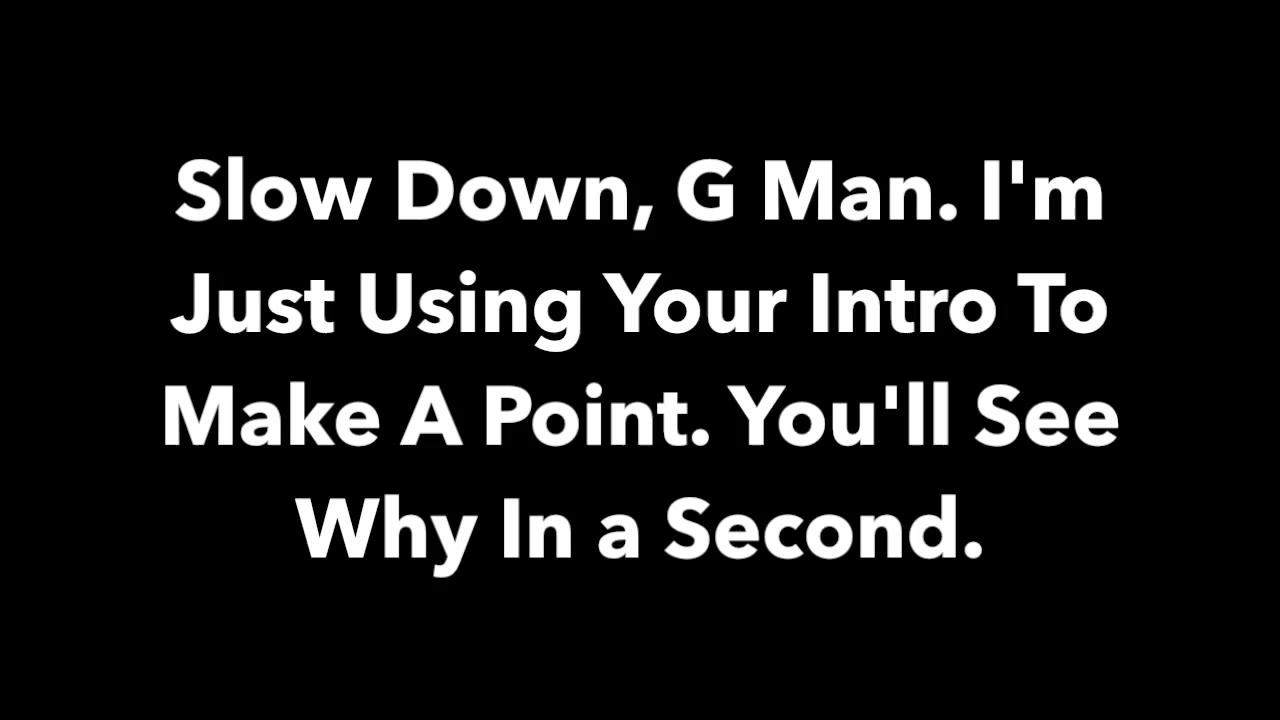 Slow Down, G Man. I'm
Just Using Your Intro To
Make A Point. You'll See
Why In a Second.